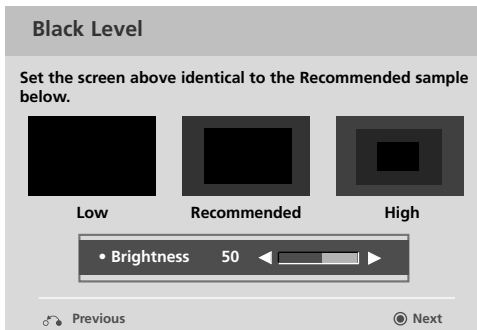 Black Level
Set the screen above identical to the Recommended sample
below.
Low Recommended High
• Brightness 50
Previous Next